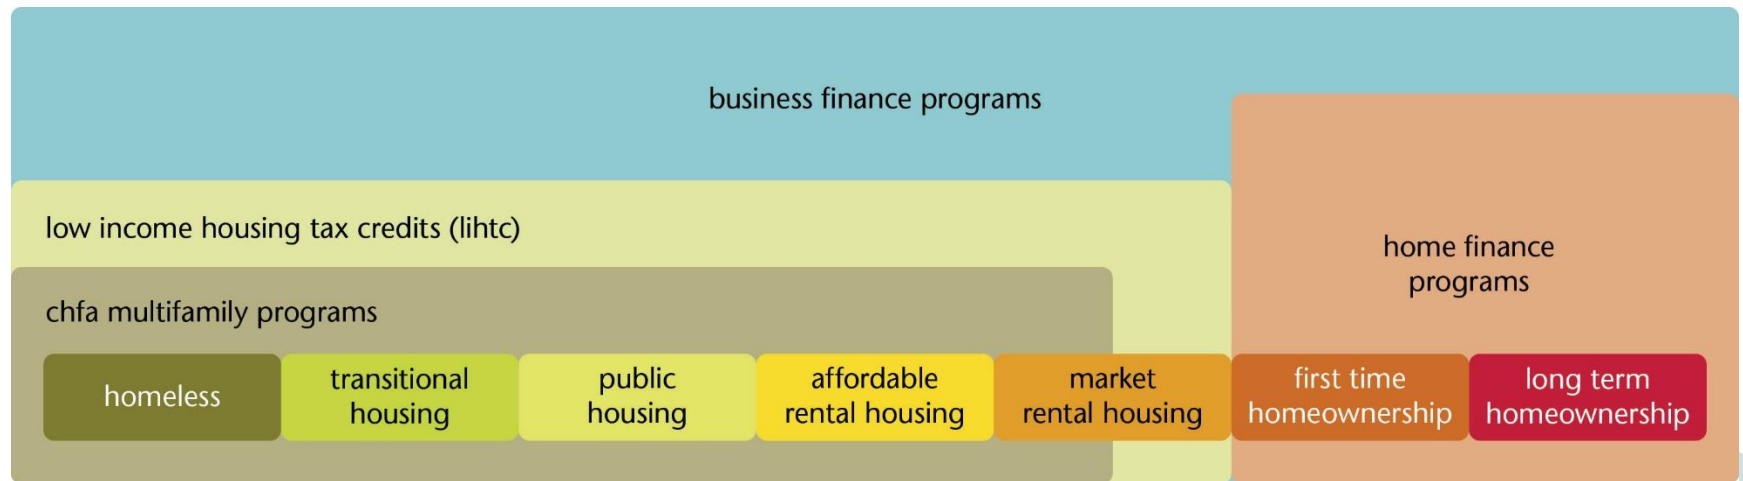 business finance programs
low income housing tax credits (lihtc)
home finance
programs
chfa multifamily programs
homeless
transitional
housing
public
housing
affordable
rental housing
market
rental housing
first time
homeownership
long term
homeownership